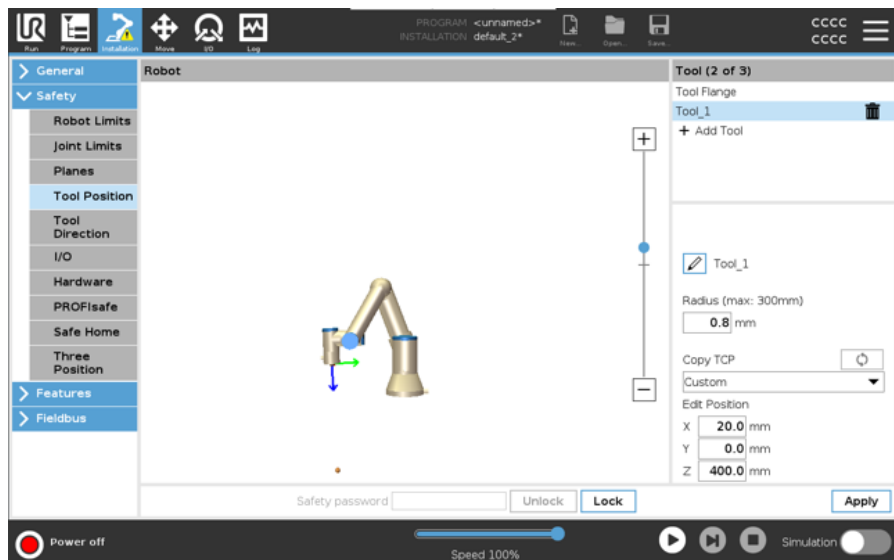 PROGRAM <unnamed>*
INSTALLATION default_2*
Run Program Installation Move I/O Log New... Open... Save...
CCCC
CCCC
General
Safety
Robot Limits
Joint Limits
Planes
Tool Position
Tool
Direction
I/O
Hardware
PROFIsafe
Safe Home
Three
Position
Features
Fieldbus
Robot
Tool (2 of 3)
Tool Flange
Tool_1
+ Add Tool
Tool_1
Radius (max: 300mm)
0.8 mm
Copy TCP
Custom
Edit Position
X 20.0 mm
Y 0.0 mm
Z 400.0 mm
Safety password Unlock Lock Apply
Power off
Speed 100%
Simulation